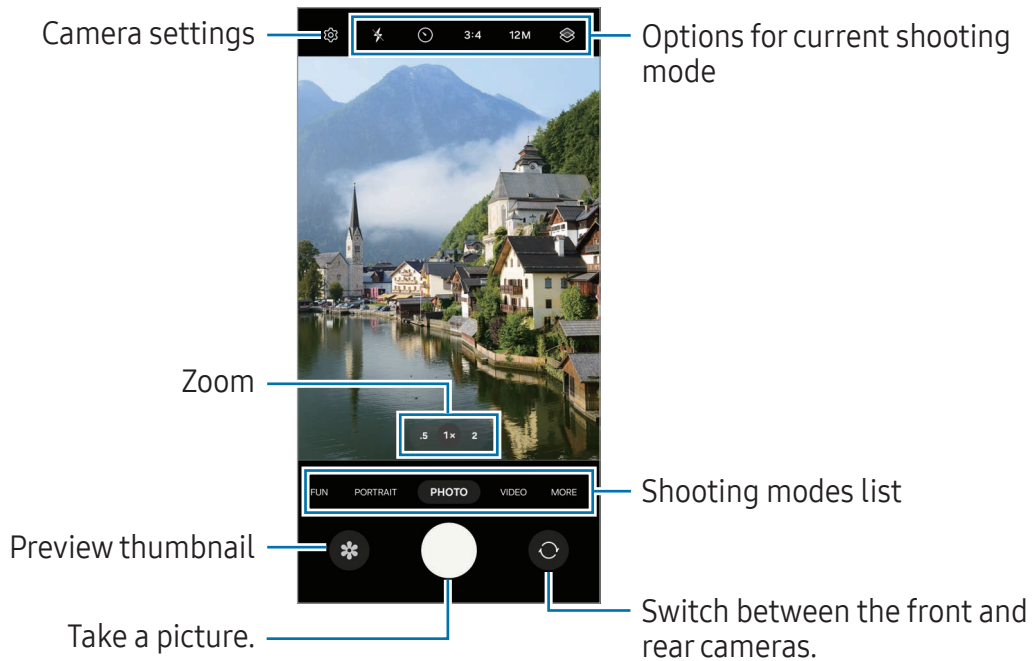 Camera settings
3:4
12M
Options for current shooting
mode
Zoom
.5 1× 2
FUN PORTRAIT PHOTO VIDEO MORE
Shooting modes list
Preview thumbnail
Take a picture.
Switch between the front and
rear cameras.